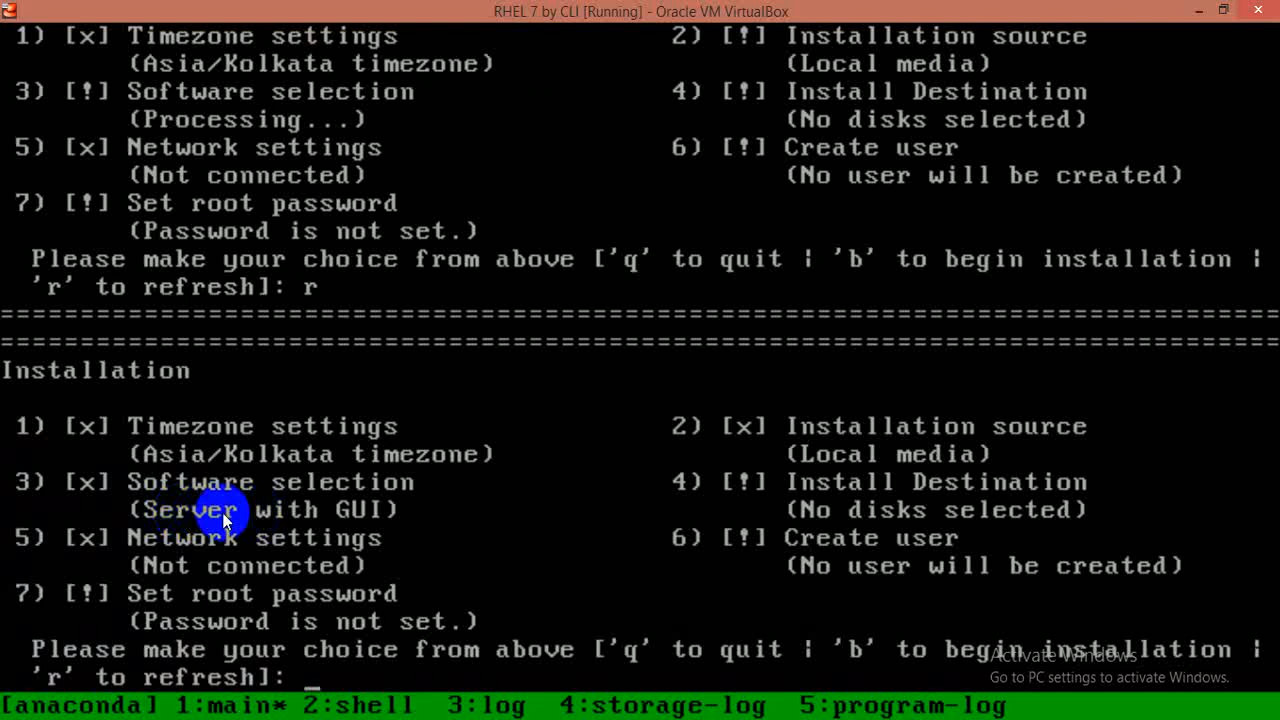 RHEL 7 by CLI [Running] - Oracle VM VirtualBox
1) [x] Timezone settings 2) [!] Installation source
(Asia/Kolkata timezone) (Local media)
3) [!] Software selection 4) [!] Install Destination
(Processing...) (No disks selected)
5) [x] Network settings 6) [!] Create user
(Not connected) (No user will be created)
7) [!] Set root password
(Password is not set.)
Please make your choice from above ['q' to quit | 'b' to begin installation |
'r' to refresh]: r
================================================================================
================================================================================
Installation
1) [x] Timezone settings 2) [x] Installation source
(Asia/Kolkata timezone) (Local media)
3) [x] Software selection 4) [!] Install Destination
(Server with GUI) (No disks selected)
5) [x] Network settings 6) [!] Create user
(Not connected) (No user will be created)
7) [!] Set root password
(Password is not set.)
Please make your choice from above ['q' to quit | 'b' to begin installation |
'r' to refresh]: _
Activate Windows
Go to PC settings to activate Windows.
[anaconda] 1:main* 2:shell 3:log 4:storage-log 5:program-log